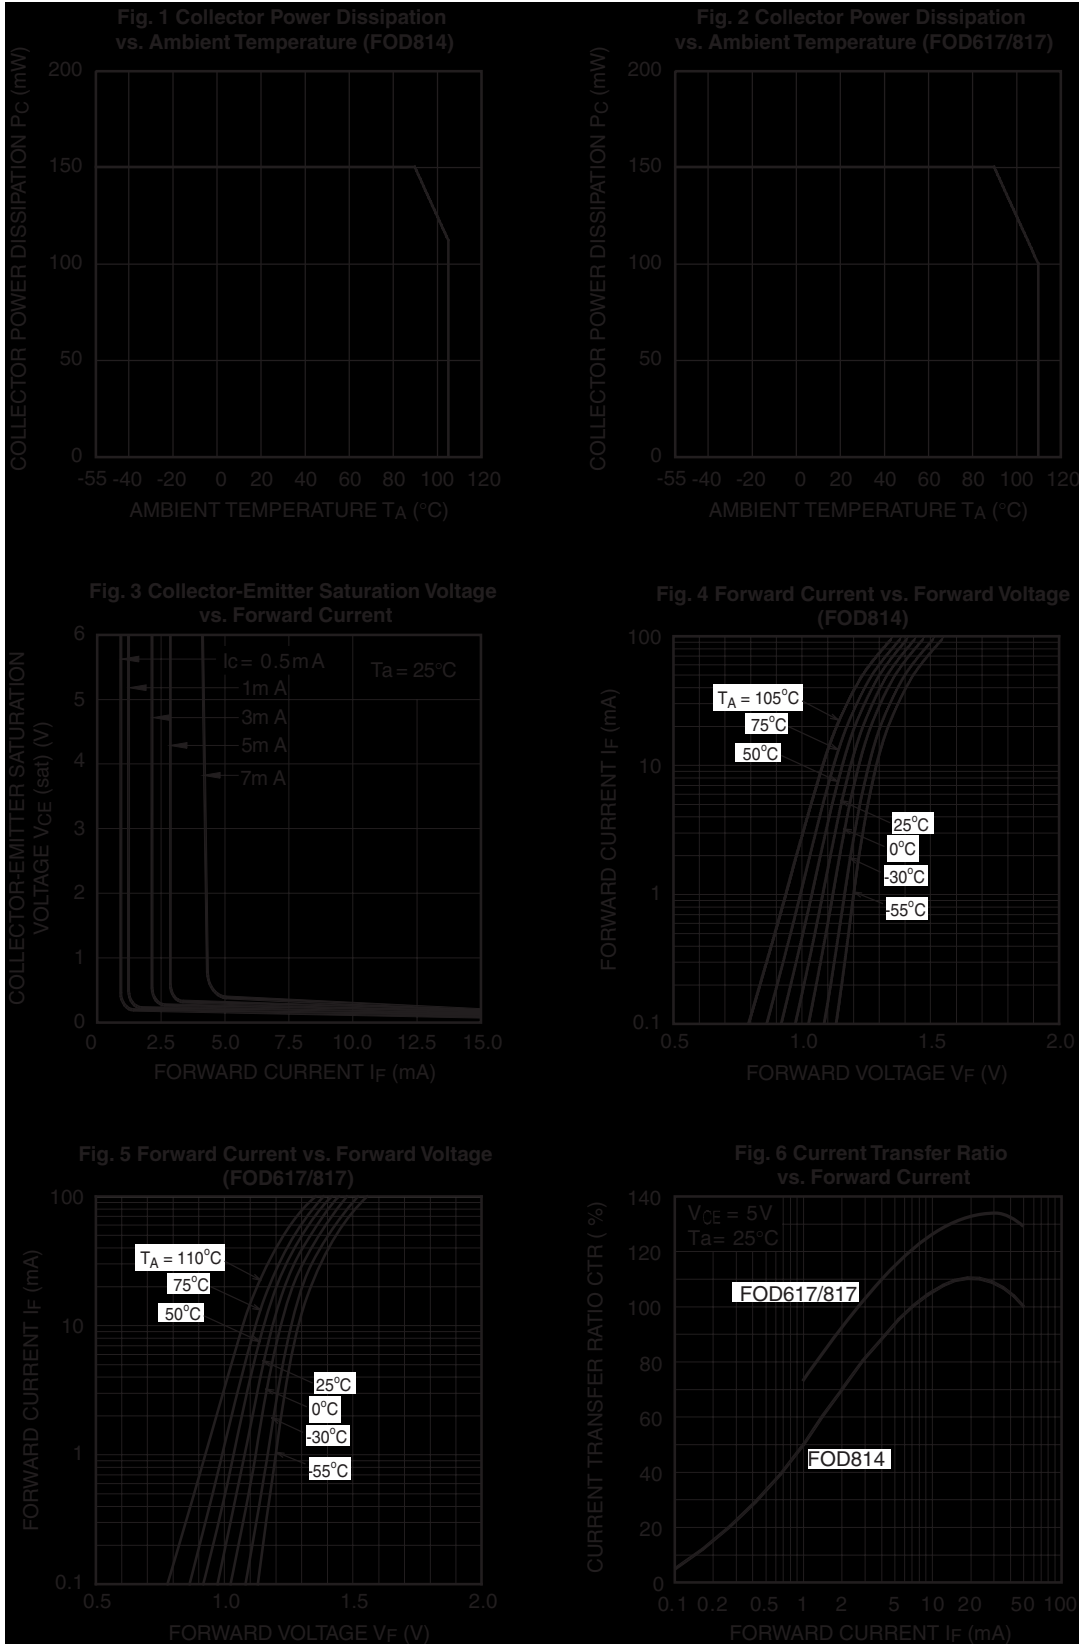 Fig. 1 Collector Power Dissipation
vs. Ambient Temperature (FOD814)
COLLECTOR POWER DISSIPATION PC (mW)
200
150
100
50
0
-55 -40 -20 0 20 40 60 80 100 120
AMBIENT TEMPERATURE TA (°C)
Fig. 2 Collector Power Dissipation
vs. Ambient Temperature (FOD617/817)
COLLECTOR POWER DISSIPATION PC (mW)
200
150
100
50
0
-55 -40 -20 0 20 40 60 80 100 120
AMBIENT TEMPERATURE TA (°C)
Fig. 3 Collector-Emitter Saturation Voltage
vs. Forward Current
COLLECTOR-EMITTER SATURATION
VOLTAGE VCE (sat) (V)
6
5
4
3
2
1
0
Ic = 0.5mA
1mA
3mA
5mA
7mA
Ta = 25°C
0 2.5 5.0 7.5 10.0 12.5 15.0
FORWARD CURRENT IF (mA)
Fig. 4 Forward Current vs. Forward Voltage
(FOD814)
FORWARD CURRENT IF (mA)
100
10
1
0.1
TA = 105°C
75°C
50°C
25°C
0°C
-30°C
-55°C
0.5 1.0 1.5 2.0
FORWARD VOLTAGE VF (V)
Fig. 5 Forward Current vs. Forward Voltage
(FOD617/817)
FORWARD CURRENT IF (mA)
100
10
1
0.1
TA = 110°C
75°C
50°C
25°C
0°C
-30°C
-55°C
0.5 1.0 1.5 2.0
FORWARD VOLTAGE VF (V)
Fig. 6 Current Transfer Ratio
vs. Forward Current
CURRENT TRANSFER RATIO CTR ( %)
140
120
100
80
60
40
20
0
VCE = 5V
Ta= 25°C
FOD617/817
FOD814
0.1 0.2 0.5 1 2 5 10 20 50 100
FORWARD CURRENT IF (mA)